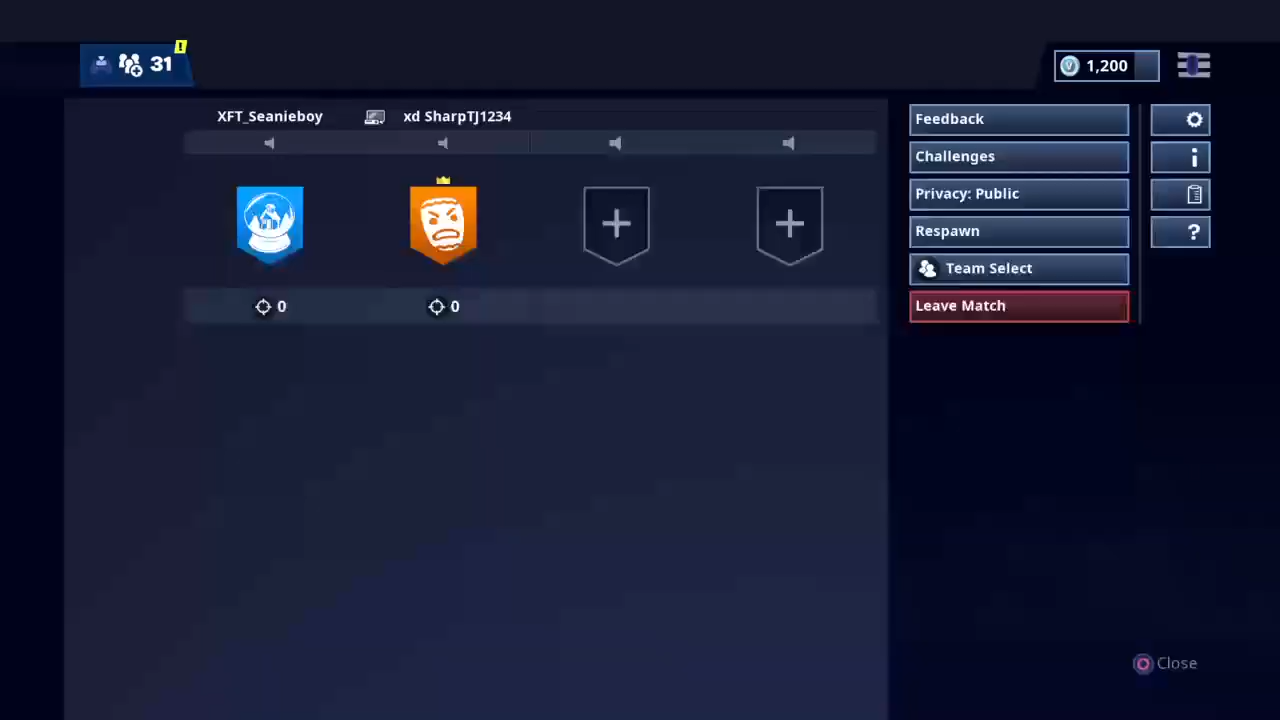 31
!
1,200
XFT_Seanieboy
xd SharpTJ1234
0
0
Feedback
Challenges
Privacy: Public
Respawn
Team Select
Leave Match
?
Close